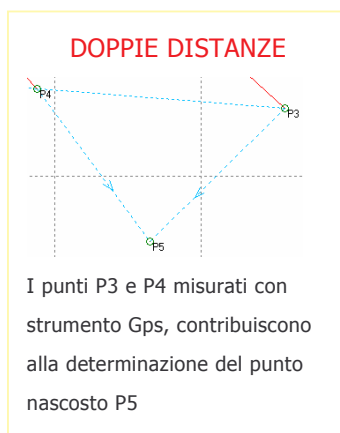 DOPPIE DISTANZE
P4
P3
P5
I punti P3 e P4 misurati con
strumento Gps, contribuiscono
alla determinazione del punto
nascosto P5